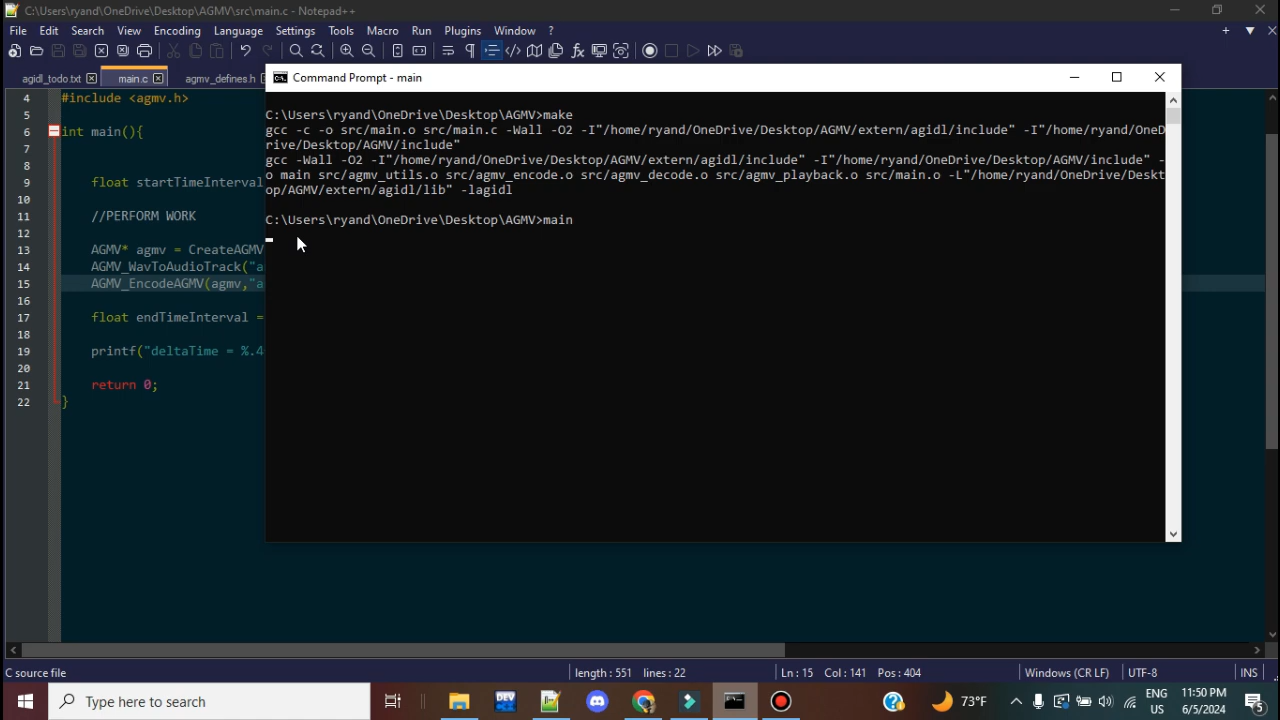 C:\Users\ryand\OneDrive\Desktop\AGMV\src\main.c - Notepad++
File Edit Search View Encoding Language Settings Tools Macro Run Plugins Window ?
agidl_todo.txt main.c agmv_defines.h
Command Prompt - main
4 #include <agmv.h>
5
6 int main(){
7
8
9 float startTimeInterval
10
11 //PERFORM WORK
12
13 AGMV* agmv = CreateAGMV
14 AGMV_WavToAudioTrack("a
15 AGMV_EncodeAGMV(agmv,"a
16
17 float endTimeInterval =
18
19 printf("deltaTime = %.4
20
21 return 0;
22 }
C:\Users\ryand\OneDrive\Desktop\AGMV>make
gcc -c -o src/main.o src/main.c -Wall -O2 -I"/home/ryand/OneDrive/Desktop/AGMV/extern/agidl/include" -I"/home/ryand/OneD
rive/Desktop/AGMV/include"
gcc -Wall -O2 -I"/home/ryand/OneDrive/Desktop/AGMV/extern/agidl/include" -I"/home/ryand/OneDrive/Desktop/AGMV/include" -
o main src/agmv_utils.o src/agmv_encode.o src/agmv_decode.o src/agmv_playback.o src/main.o -L"/home/ryand/OneDrive/Deskt
op/AGMV/extern/agidl/lib" -lagidl
C:\Users\ryand\OneDrive\Desktop\AGMV>main
C source file length : 551 lines : 22 Ln : 15 Col : 141 Pos : 404 Windows (CR LF) UTF-8 INS
Type here to search
DEV
73°F
ENG
US
11:50 PM
6/5/2024
5